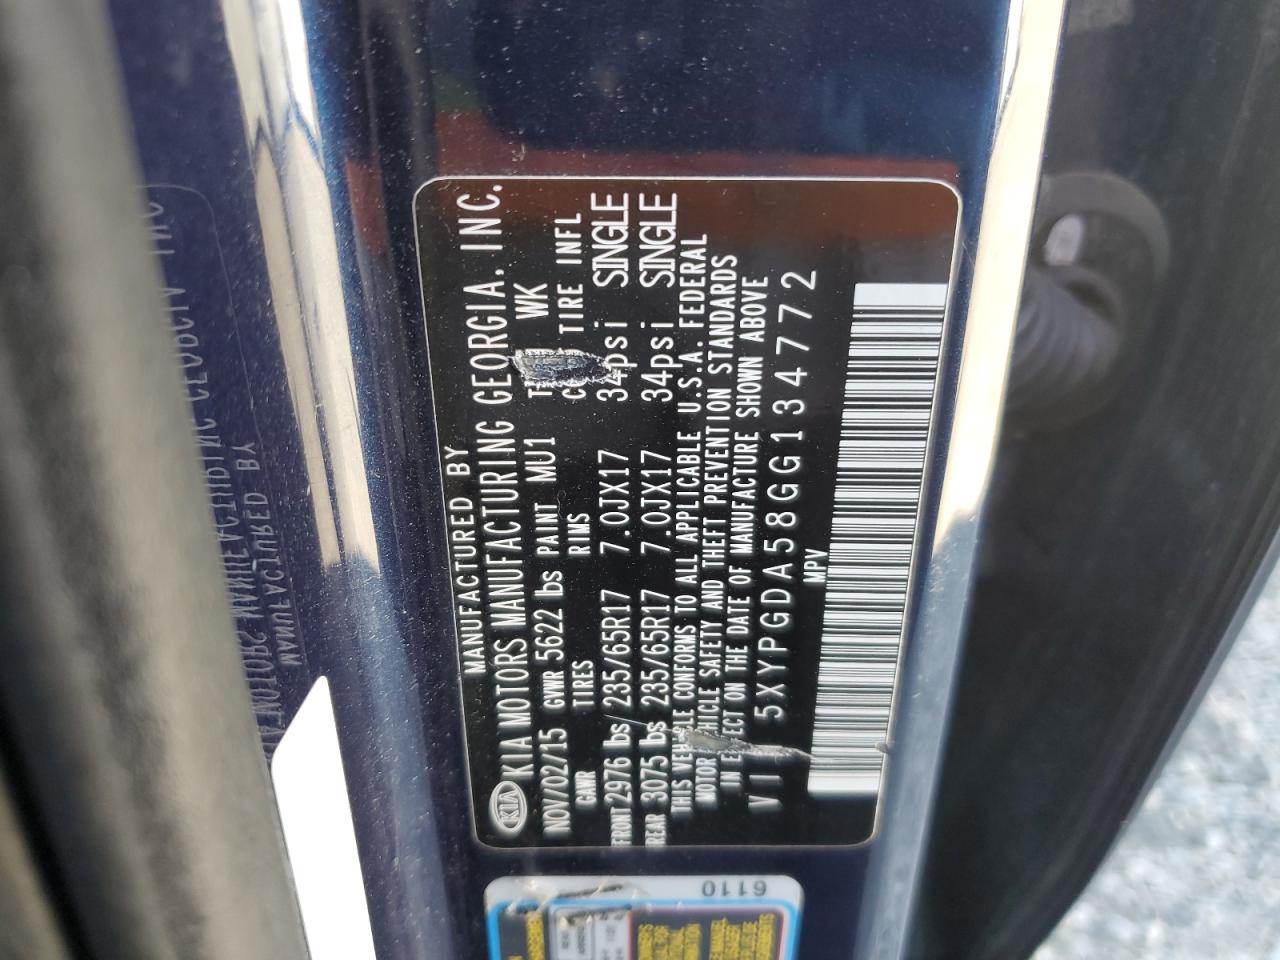 MANUFACTURED BY
KIA KIA MOTORS MANUFACTURING GEORGIA. INC.
NOV/02/15 GVWR 5622 lbs PAINT MU1 T WK
GAWR TIRES RIMS C TIRE INFL
FRONT 2976 lbs 235/65R17 7.0JX17 34psi SINGLE
REAR 3075 lbs 235/65R17 7.0JX17 34psi SINGLE
THIS VEHICLE CONFORMS TO ALL APPLICABLE U.S.A. FEDERAL
MOTOR VEHICLE SAFETY AND THEFT PREVENTION STANDARDS
IN EFFECT ON THE DATE OF MANUFACTURE SHOWN ABOVE
5XYPGDA58GG134772
MPV
6110